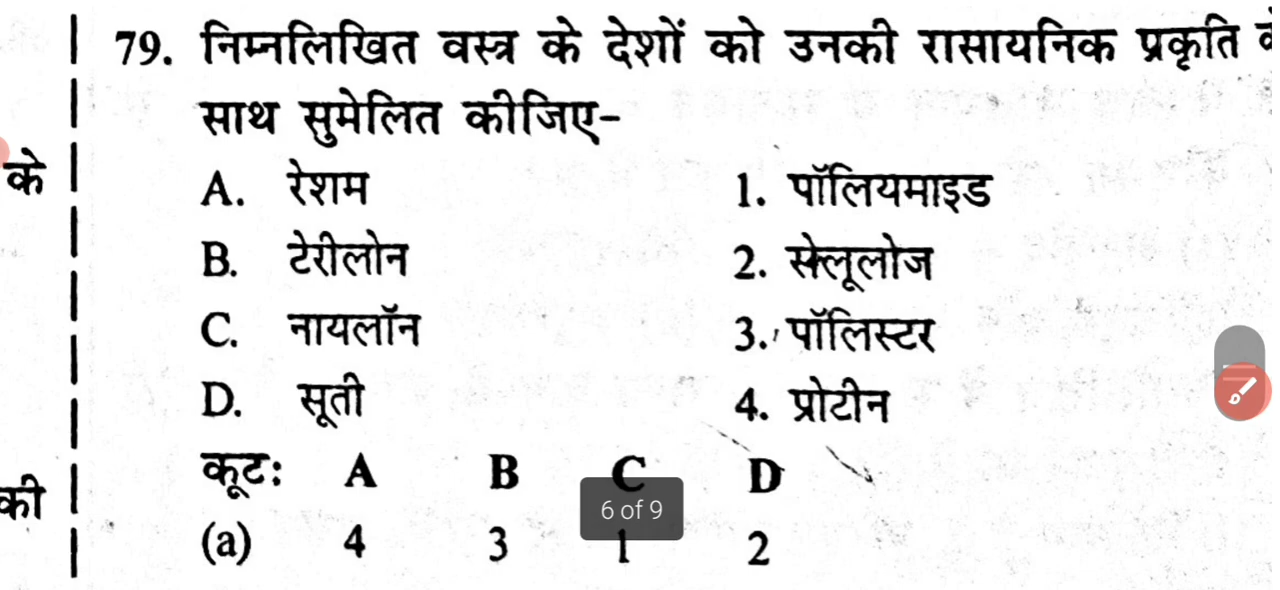 79. निम्नलिखित वस्त्र के देशों को उनकी रासायनिक प्रकृति
साथ सुमेलित कीजिए-
के
A. रेशम 1. पॉलियमाइड
B. टेरीलोन 2. सेलूलोज
C. नायलॉन 3. पॉलिस्टर
D. सूती 4. प्रोटीन
कूटः A B C D
की
6 of 9
(a) 4 3 1 2